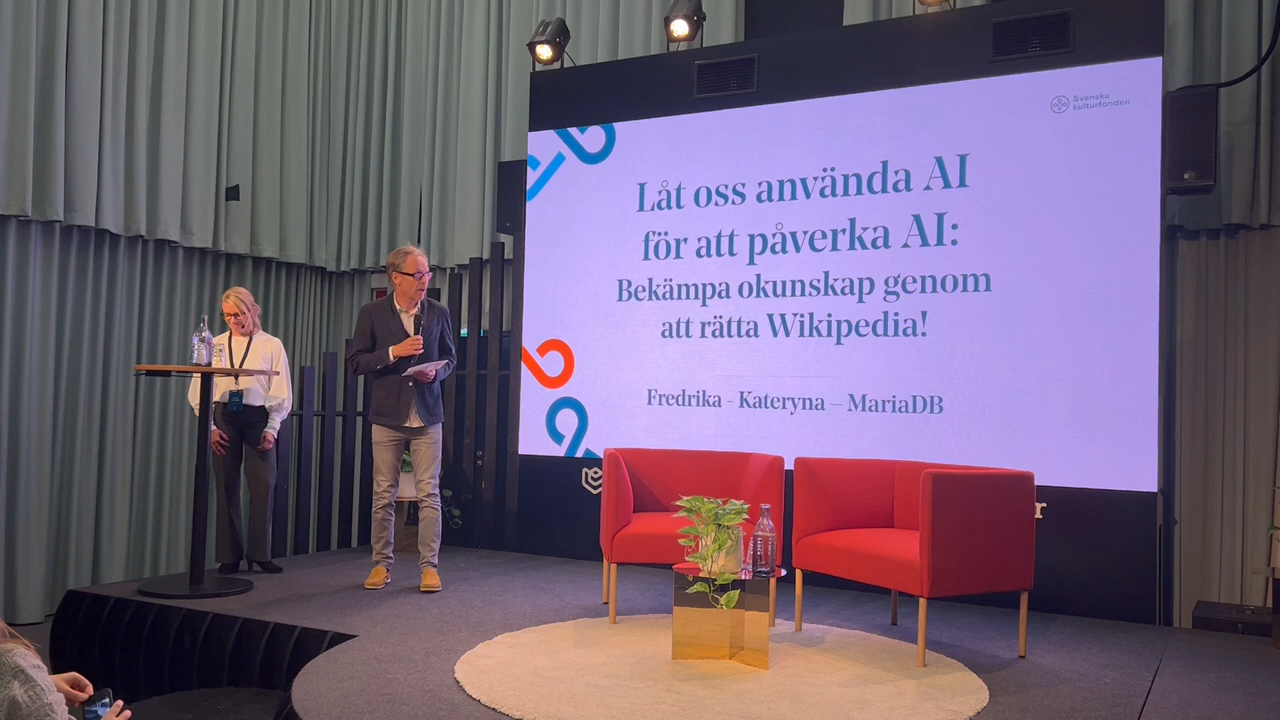 Svenska
kulturfonden
Låt oss använda AI
för att påverka AI:
Bekämpa okunskap genom
att rätta Wikipedia!
Fredrika - Kateryna – MariaDB